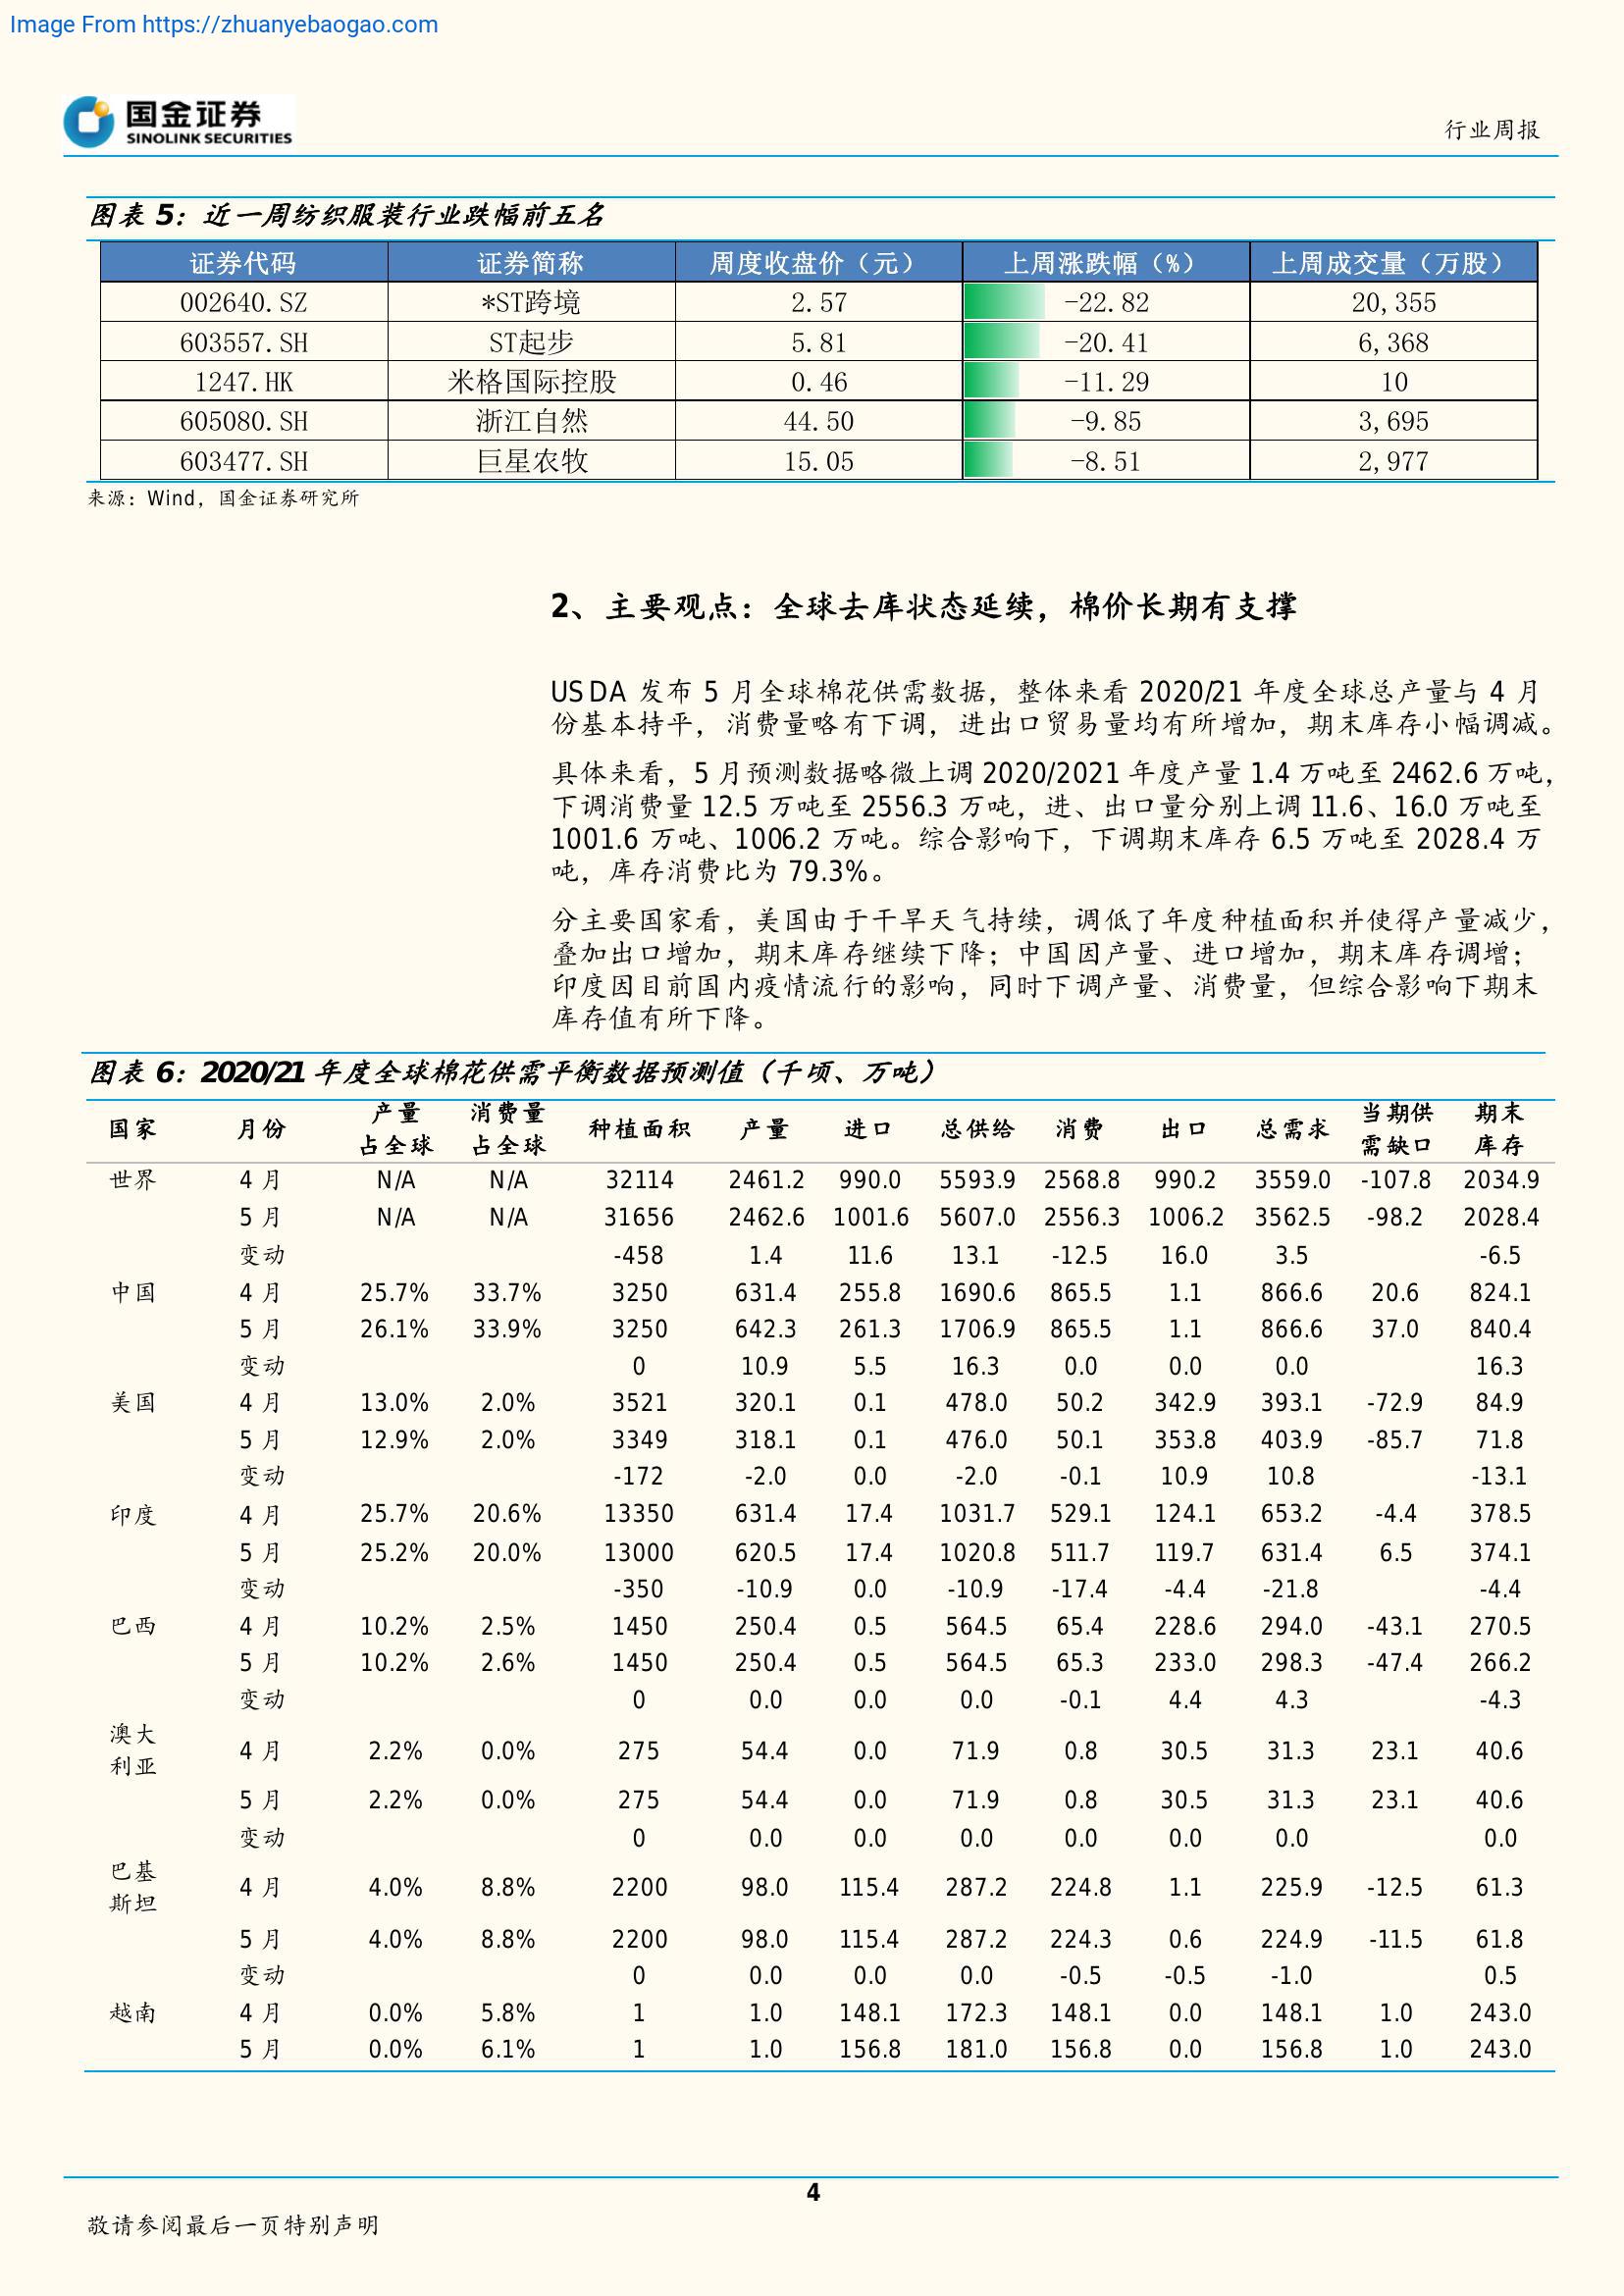 Image From https://zhuanyebaogao.com
国金证券
SINOLINK SECURITIES
行业周报
图表 5：近一周纺织服装行业跌幅前五名
证券代码 证券简称 周度收盘价（元） 上周涨跌幅（%） 上周成交量（万股）
002640.SZ *ST跨境 2.57 -22.82 20,355
603557.SH ST起步 5.81 -20.41 6,368
1247.HK 米格国际控股 0.46 -11.29 10
605080.SH 浙江自然 44.50 -9.85 3,695
603477.SH 巨星农牧 15.05 -8.51 2,977
来源：Wind，国金证券研究所
2、主要观点：全球去库状态延续，棉价长期有支撑
USDA 发布 5 月全球棉花供需数据，整体来看 2020/21 年度全球总产量与 4 月
份基本持平，消费量略有下调，进出口贸易量均有所增加，期末库存小幅调减。
具体来看，5 月预测数据略微上调 2020/2021 年度产量 1.4 万吨至 2462.6 万吨，
下调消费量 12.5 万吨至 2556.3 万吨，进、出口量分别上调 11.6、16.0 万吨至
1001.6 万吨、1006.2 万吨。综合影响下，下调期末库存 6.5 万吨至 2028.4 万
吨，库存消费比为 79.3%。
分主要国家看，美国由于干旱天气持续，调低了年度种植面积并使得产量减少，
叠加出口增加，期末库存继续下降；中国因产量、进口增加，期末库存调增；
印度因目前国内疫情流行的影响，同时下调产量、消费量，但综合影响下期末
库存值有所下降。
图表 6：2020/21 年度全球棉花供需平衡数据预测值（千顷、万吨）
国家 月份 产量占全球 消费量占全球 种植面积 产量 进口 总供给 消费 出口 总需求 当期供需缺口 期末库存
世界 4 月 N/A N/A 32114 2461.2 990.0 5593.9 2568.8 990.2 3559.0 -107.8 2034.9
5 月 N/A N/A 31656 2462.6 1001.6 5607.0 2556.3 1006.2 3562.5 -98.2 2028.4
变动 -458 1.4 11.6 13.1 -12.5 16.0 3.5 -6.5
中国 4 月 25.7% 33.7% 3250 631.4 255.8 1690.6 865.5 1.1 866.6 20.6 824.1
5 月 26.1% 33.9% 3250 642.3 261.3 1706.9 865.5 1.1 866.6 37.0 840.4
变动 0 10.9 5.5 16.3 0.0 0.0 0.0 16.3
美国 4 月 13.0% 2.0% 3521 320.1 0.1 478.0 50.2 342.9 393.1 -72.9 84.9
5 月 12.9% 2.0% 3349 318.1 0.1 476.0 50.1 353.8 403.9 -85.7 71.8
变动 -172 -2.0 0.0 -2.0 -0.1 10.9 10.8 -13.1
印度 4 月 25.7% 20.6% 13350 631.4 17.4 1031.7 529.1 124.1 653.2 -4.4 378.5
5 月 25.2% 20.0% 13000 620.5 17.4 1020.8 511.7 119.7 631.4 6.5 374.1
变动 -350 -10.9 0.0 -10.9 -17.4 -4.4 -21.8 -4.4
巴西 4 月 10.2% 2.5% 1450 250.4 0.5 564.5 65.4 228.6 294.0 -43.1 270.5
5 月 10.2% 2.6% 1450 250.4 0.5 564.5 65.3 233.0 298.3 -47.4 266.2
变动 0 0.0 0.0 0.0 -0.1 4.4 4.3 -4.3
澳大利亚 4 月 2.2% 0.0% 275 54.4 0.0 71.9 0.8 30.5 31.3 23.1 40.6
5 月 2.2% 0.0% 275 54.4 0.0 71.9 0.8 30.5 31.3 23.1 40.6
变动 0 0.0 0.0 0.0 0.0 0.0 0.0 0.0
巴基斯坦 4 月 4.0% 8.8% 2200 98.0 115.4 287.2 224.8 1.1 225.9 -12.5 61.3
5 月 4.0% 8.8% 2200 98.0 115.4 287.2 224.3 0.6 224.9 -11.5 61.8
变动 0 0.0 0.0 0.0 -0.5 -0.5 -1.0 0.5
越南 4 月 0.0% 5.8% 1 1.0 148.1 172.3 148.1 0.0 148.1 1.0 243.0
5 月 0.0% 6.1% 1 1.0 156.8 181.0 156.8 0.0 156.8 1.0 243.0
4
敬请参阅最后一页特别声明